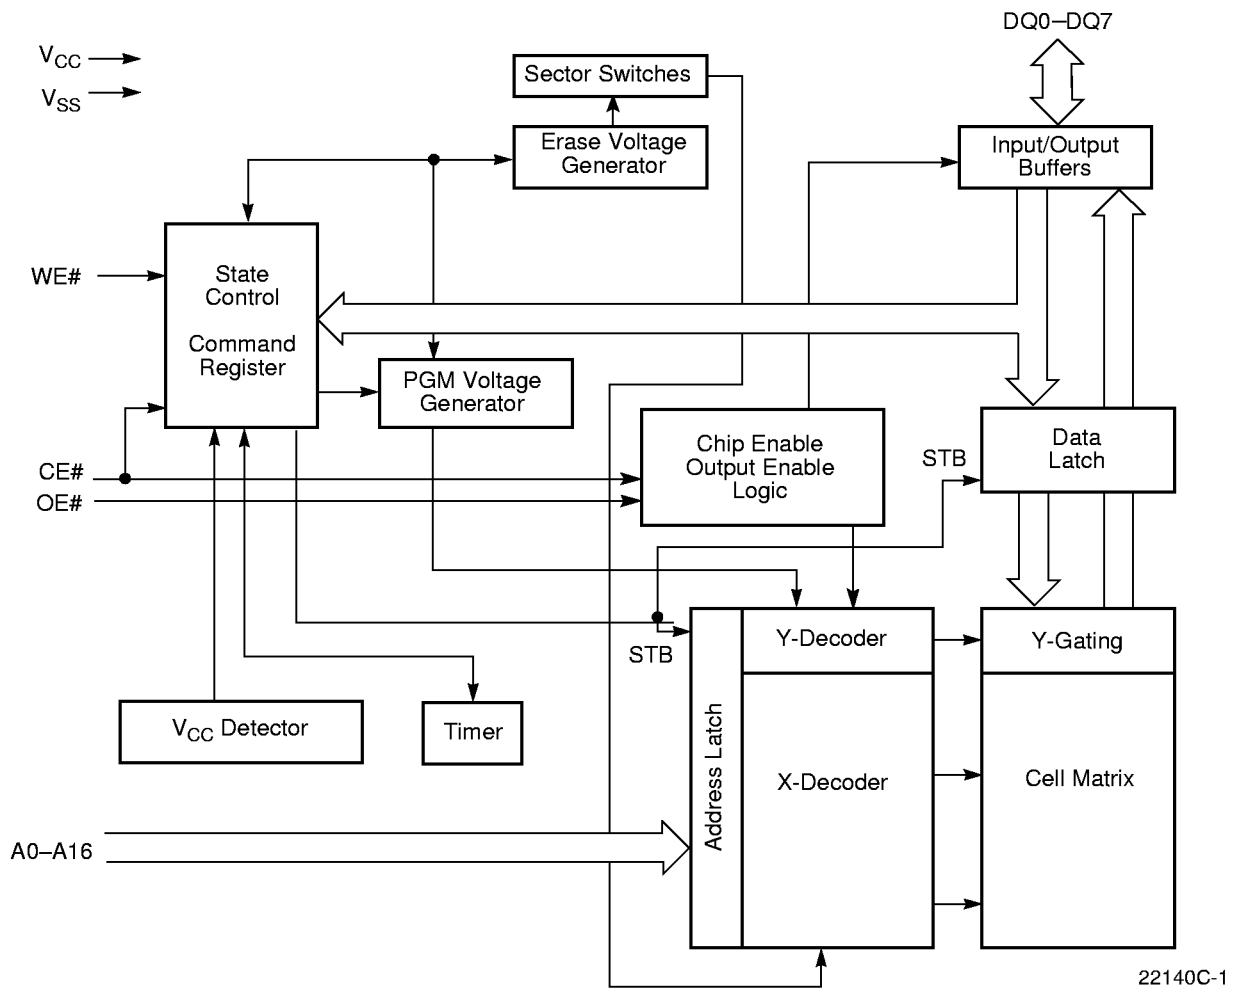 DQ0–DQ7
VCC
VSS
Sector Switches
Erase Voltage
Generator
Input/Output
Buffers
WE#
State
Control
Command
Register
PGM Voltage
Generator
Chip Enable
Output Enable
Logic
STB
Data
Latch
CE#
OE#
STB
Y-Decoder
Y-Gating
VCC Detector
Timer
Address Latch
X-Decoder
Cell Matrix
A0–A16
22140C-1